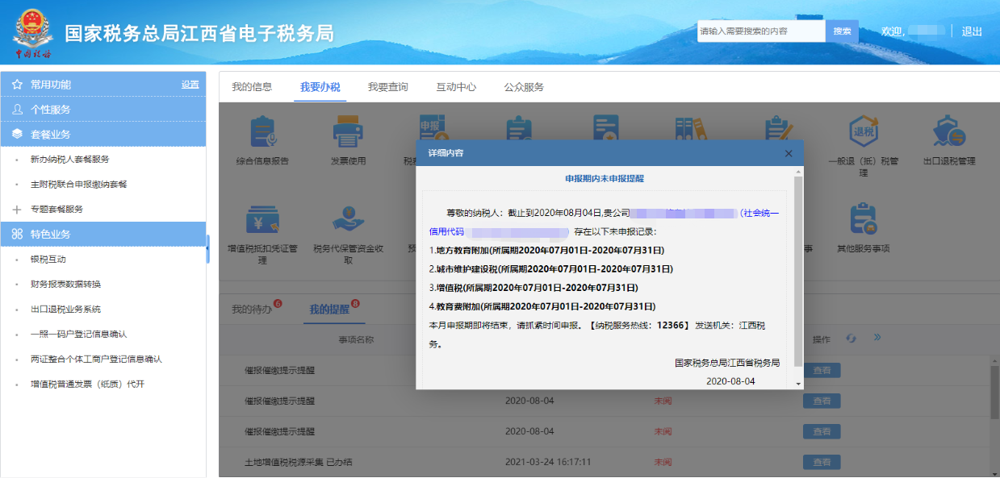 国家税务总局江西省电子税务局
中国税务
请输入需要搜索的内容
搜索
欢迎,
退出
常用功能
设置
个性服务
套餐业务
新办纳税人套餐服务
主附税联合申报缴纳套餐
专题套餐服务
特色业务
银税互动
财务报表数据转换
出口退税业务系统
一照一码户登记信息确认
两证整合个体工商户登记信息确认
增值税普通发票（纸质）代开
我的信息
我要办税
我要查询
互动中心
公众服务
综合信息报告
发票使用
申报
税
退税
一般退（抵）税管
理
出口退税管理
增值税抵扣凭证管
理
税务代保管资金收
取
预
事
其他服务事项
详细内容
申报期内未申报提醒
尊敬的纳税人：截止到2020年08月04日,贵公司
（社会统一
信用代码
） 存在以下未申报记录：
1.地方教育附加(所属期2020年07月01日-2020年07月31日)
2.城市维护建设税(所属期2020年07月01日-2020年07月31日)
3.增值税(所属期2020年07月01日-2020年07月31日)
4.教育费附加(所属期2020年07月01日-2020年07月31日)
本月申报期即将结束，请抓紧时间申报。【纳税服务热线：12366】 发送机关：江西税
务。
国家税务总局江西省税务局
2020-08-04
我的待办
6
我的提醒
8
事项名称
操作
催报催缴提示提醒
查看
催报催缴提示提醒
2020-08-04
未阅
查看
催报催缴提示提醒
2020-08-04
未阅
查看
土地增值税税源采集 已办结
2021-03-24 16:17:11
未阅
查看